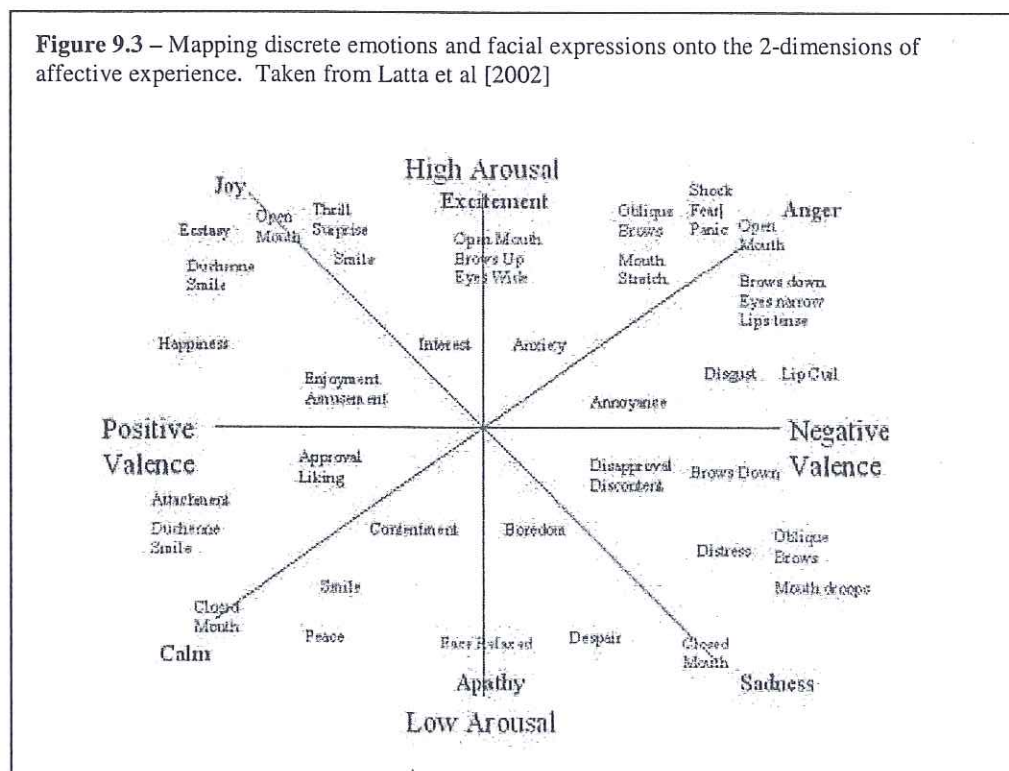 Figure 9.3 – Mapping discrete emotions and facial expressions onto the 2-dimensions of
affective experience. Taken from Latta et al [2002]
High Arousal
Joy
Excitement
Open
Mouth
Thrill
Surprise
Ecstasy
Smile
Duchenne
Smile
Open Mouth
Brows Up
Eyes Wide
Oblique
Brows
Shock
Fear
Panic
Anger
Open
Mouth
Mouth
Stretch
Brows down
Eyes narrow
Lips tense
Happiness
Interest
Anxiety
Enjoyment
Amusement
Disgust
Lip Curl
Annoyance
Positive
Valence
Negative
Valence
Approval
Liking
Disapproval
Discontent
Brows Down
Attachment
Duchenne
Smile
Contentment
Boredom
Distress
Oblique
Brows
Smile
Mouth droops
Closed
Mouth
Peace
Face Relaxed
Despair
Closed
Mouth
Calm
Apathy
Sadness
Low Arousal